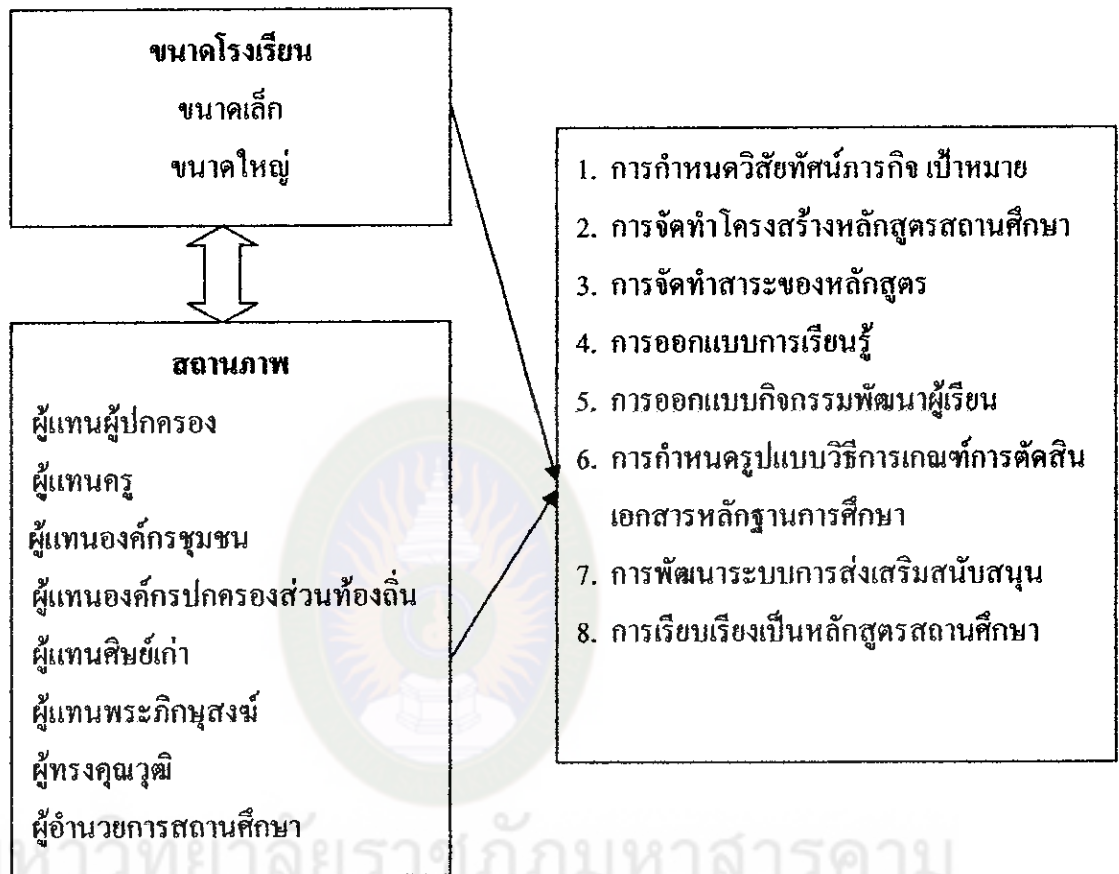 ขนาดโรงเรียน
ขนาดเล็ก
ขนาดใหญ่
สถานภาพ
ผู้แทนผู้ปกครอง
ผู้แทนครู
ผู้แทนองค์กรชุมชน
ผู้แทนองค์กรปกครองส่วนท้องถิ่น
ผู้แทนศิษย์เก่า
ผู้แทนพระภิกษุสงฆ์
ผู้ทรงคุณวุฒิ
ผู้อำนวยการสถานศึกษา
1. การกำหนดวิสัยทัศน์ภารกิจ เป้าหมาย
2. การจัดทำโครงสร้างหลักสูตรสถานศึกษา
3. การจัดทำสาระของหลักสูตร
4. การออกแบบการเรียนรู้
5. การออกแบบกิจกรรมพัฒนาผู้เรียน
6. การกำหนดรูปแบบวิธีการเกณฑ์การตัดสิน
เอกสารหลักฐานการศึกษา
7. การพัฒนาระบบการส่งเสริมสนับสนุน
8. การเรียบเรียงเป็นหลักสูตรสถานศึกษา
หาวิทยาลัยราชภัฏมหาสารคาม